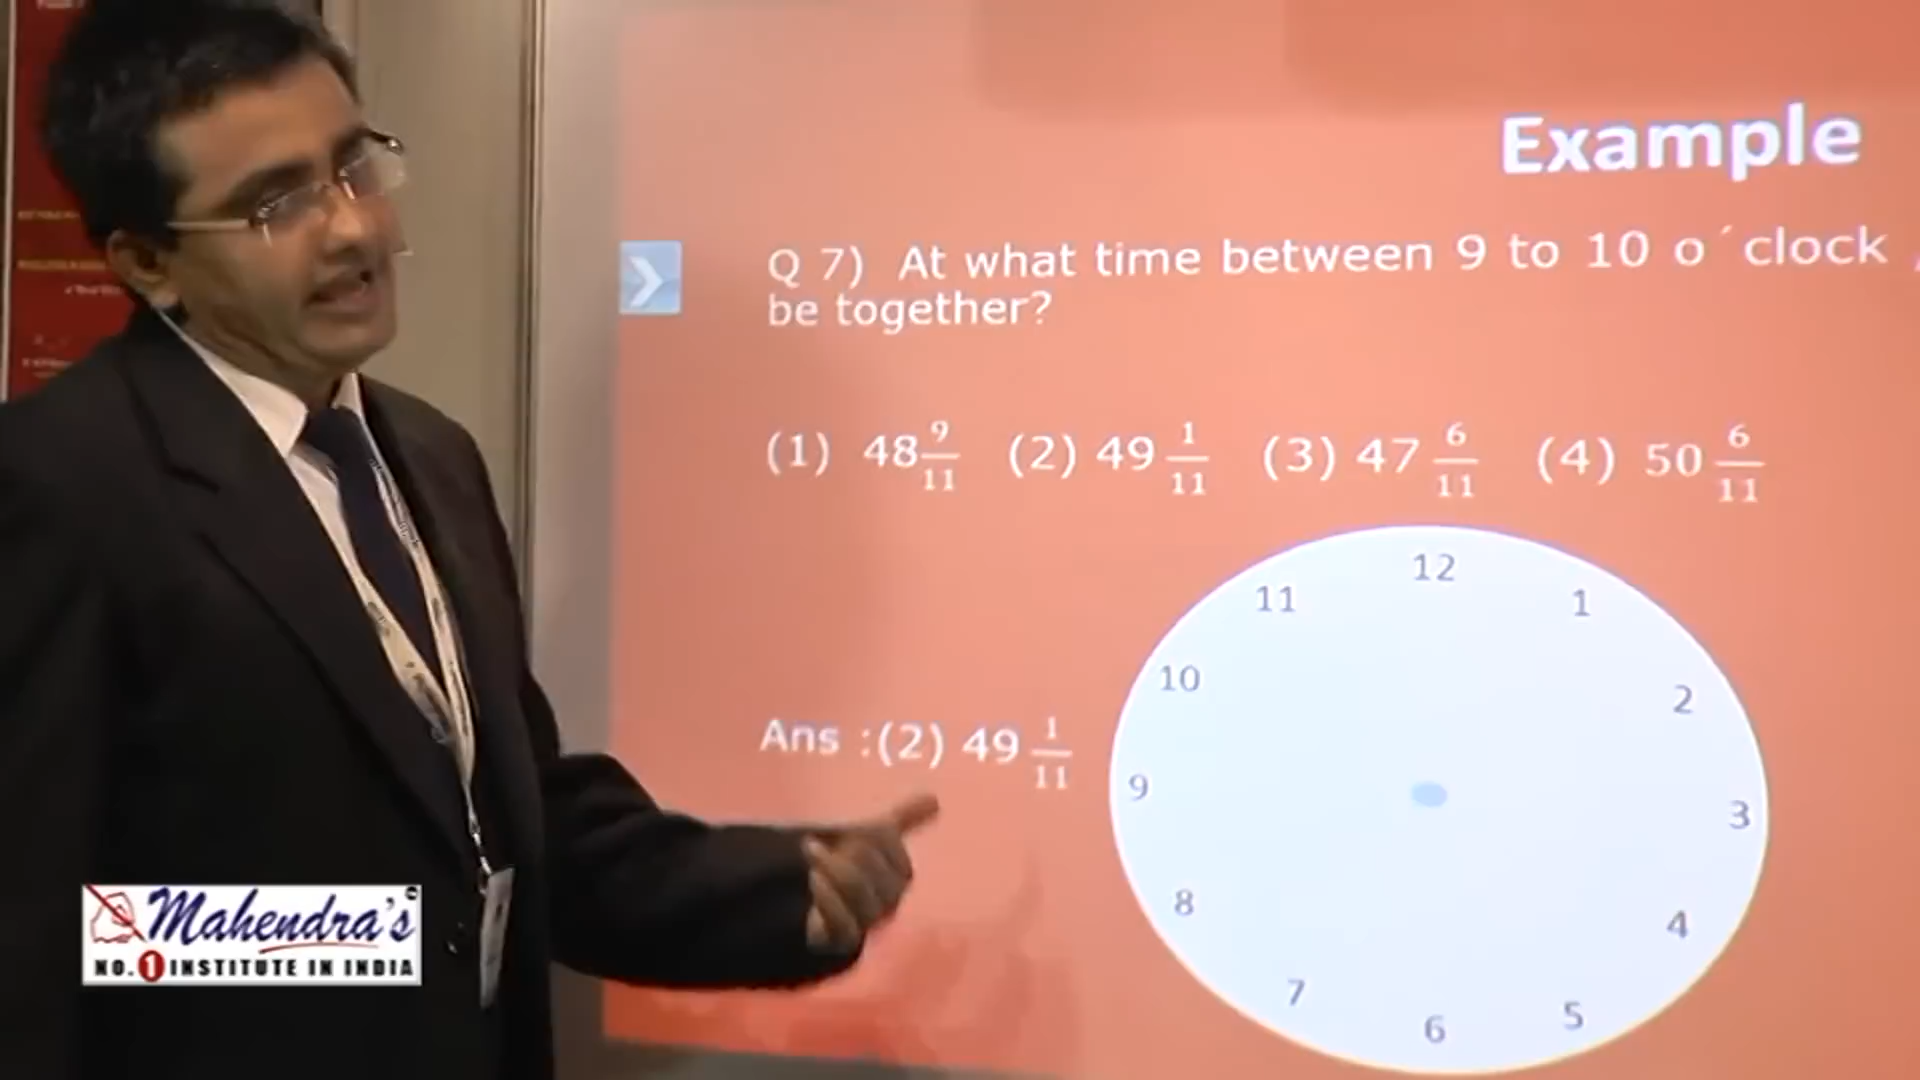 Example
Q 7) At what time between 9 to 10 o´clock ,
be together?
(1) 48 9/11 (2) 49 1/11 (3) 47 6/11 (4) 50 6/11
12
11 1
10 2
Ans :(2) 49 1/11
9 3
8 4
7 5
6
Mahendra's
NO. 1 INSTITUTE IN INDIA